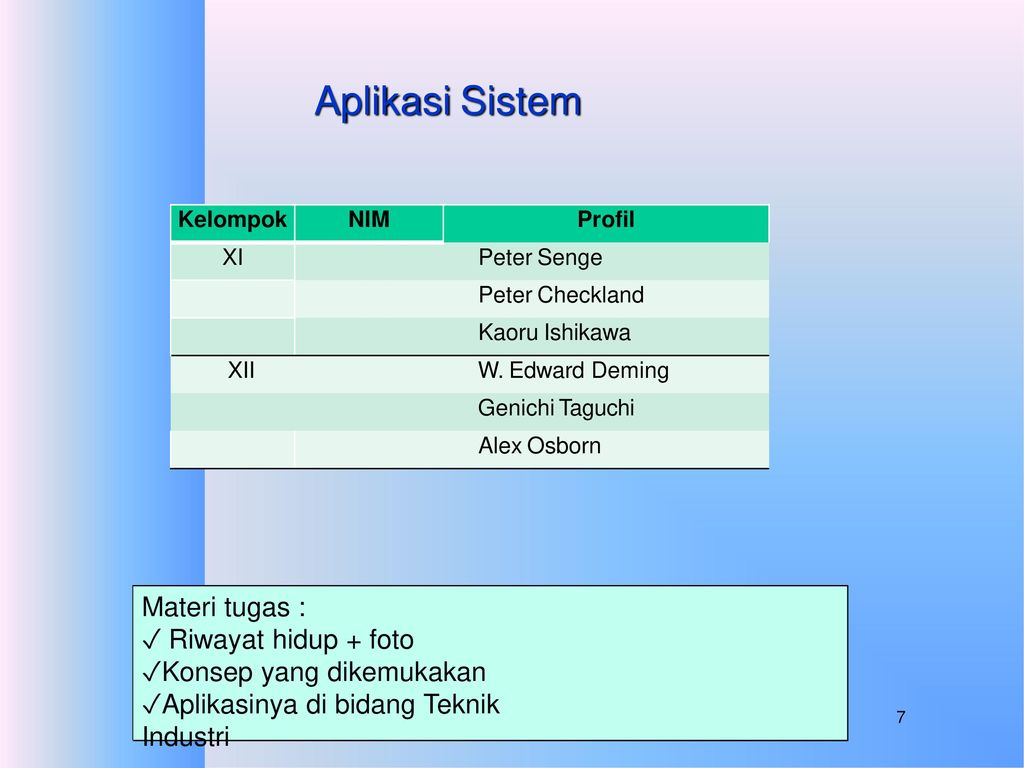 Aplikasi Sistem
Kelompok NIM Profil
XI Peter Senge
Peter Checkland
Kaoru Ishikawa
XII W. Edward Deming
Genichi Taguchi
Alex Osborn
Materi tugas :
✓ Riwayat hidup + foto
✓Konsep yang dikemukakan
✓Aplikasinya di bidang Teknik
Industri
7